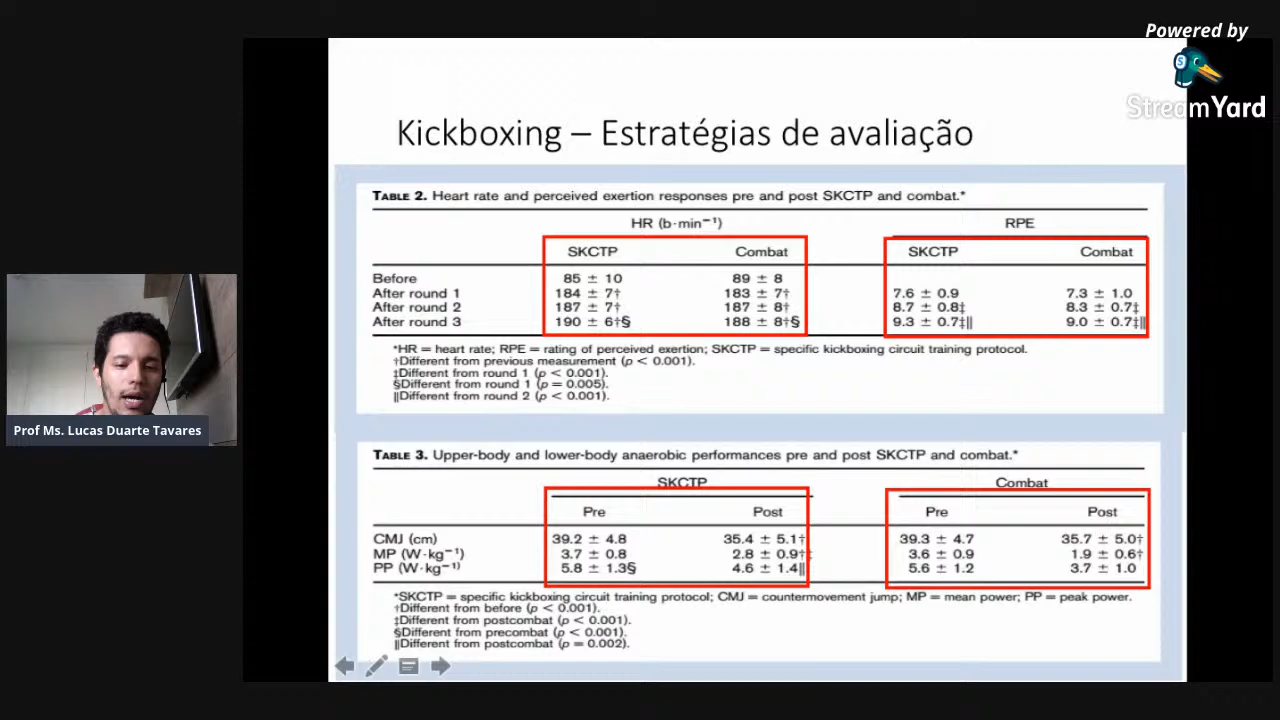 Powered by
StreamYard
Kickboxing – Estratégias de avaliação
TABLE 2. Heart rate and perceived exertion responses pre and post SKCTP and combat.*
HR (b·min⁻¹) RPE
SKCTP Combat SKCTP Combat
Before 85 ± 10 89 ± 8
After round 1 184 ± 7† 183 ± 7† 7.6 ± 0.9 7.3 ± 1.0
After round 2 187 ± 7† 187 ± 8† 8.7 ± 0.8‡ 8.3 ± 0.7‡
After round 3 190 ± 6†§ 188 ± 8†§ 9.3 ± 0.7‡‖ 9.0 ± 0.7‡‖
*HR = heart rate; RPE = rating of perceived exertion; SKCTP = specific kickboxing circuit training protocol.
†Different from previous measurement (p < 0.001).
‡Different from round 1 (p < 0.001).
§Different from round 1 (p = 0.005).
‖Different from round 2 (p < 0.001).
Prof Ms. Lucas Duarte Tavares
TABLE 3. Upper-body and lower-body anaerobic performances pre and post SKCTP and combat.*
SKCTP Combat
Pre Post Pre Post
CMJ (cm) 39.2 ± 4.8 35.4 ± 5.1† 39.3 ± 4.7 35.7 ± 5.0†
MP (W·kg⁻¹) 3.7 ± 0.8 2.8 ± 0.9†‡ 3.6 ± 0.9 1.9 ± 0.6†
PP (W·kg⁻¹) 5.8 ± 1.3§ 4.6 ± 1.4‖ 5.6 ± 1.2 3.7 ± 1.0
*SKCTP = specific kickboxing circuit training protocol; CMJ = countermovement jump; MP = mean power; PP = peak power.
†Different from before (p < 0.001).
‡Different from postcombat (p < 0.001).
§Different from precombat (p < 0.001).
‖Different from postcombat (p = 0.002).